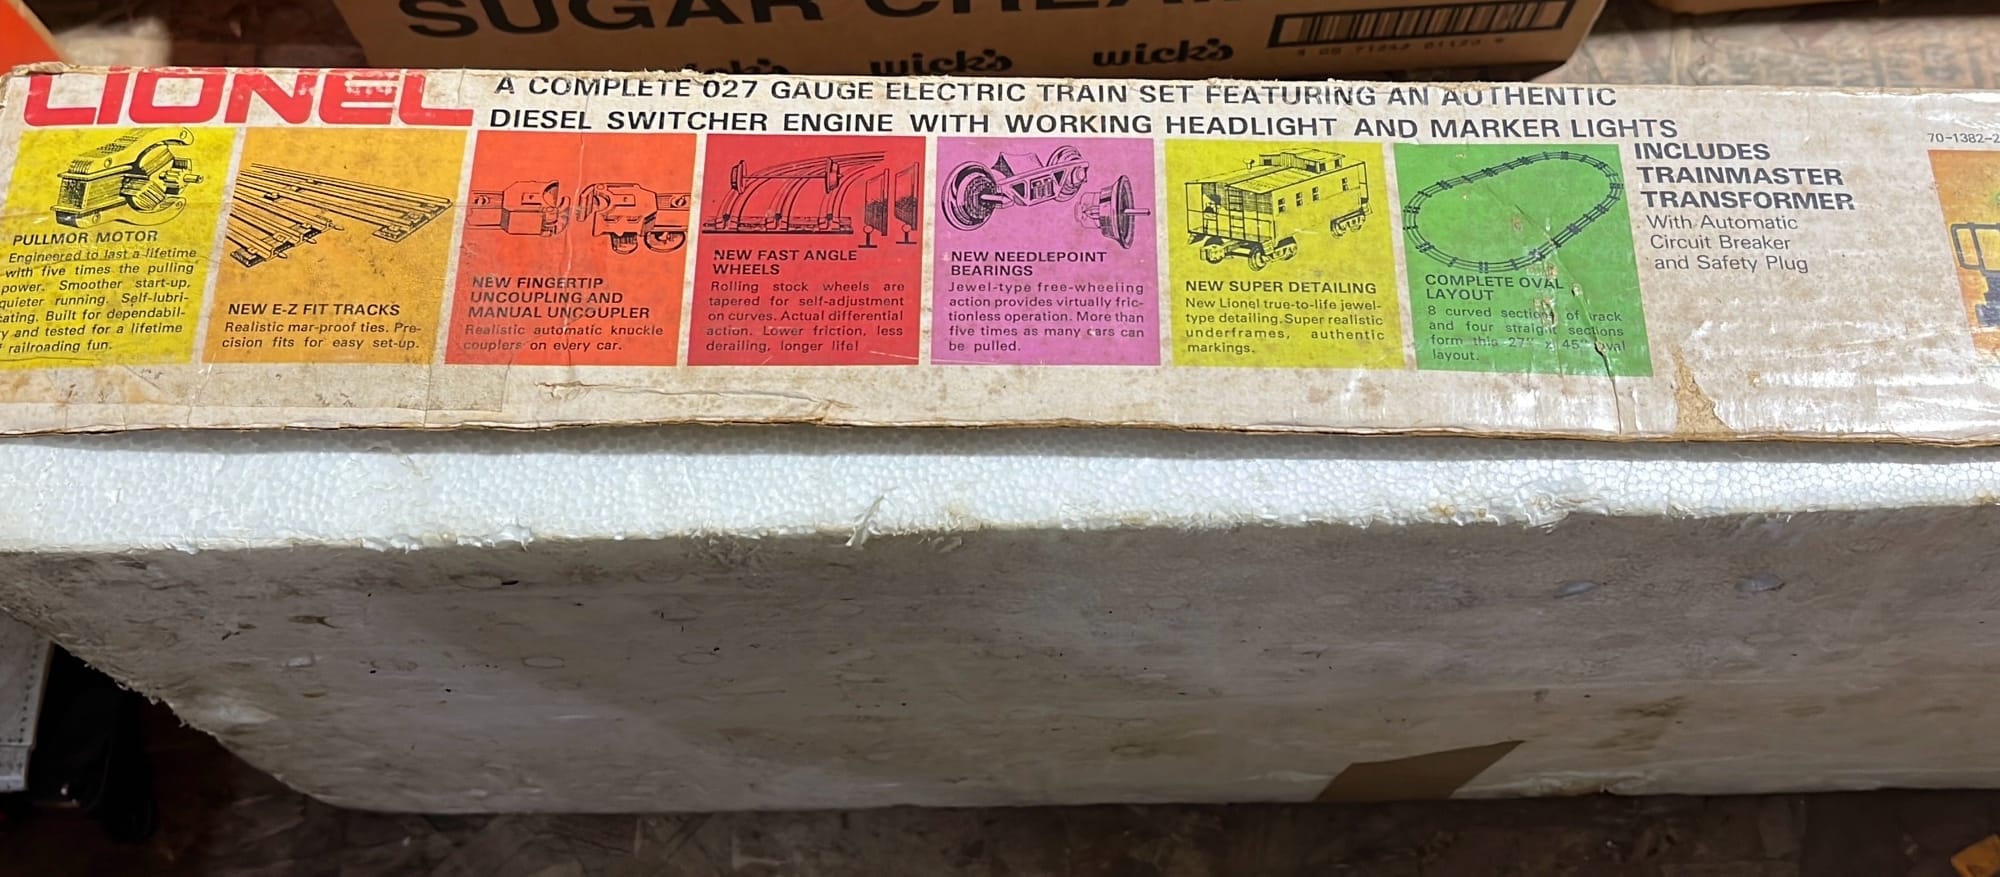 SUGAR
wick's wick's
LIONEL
A COMPLETE 027 GAUGE ELECTRIC TRAIN SET FEATURING AN AUTHENTIC
DIESEL SWITCHER ENGINE WITH WORKING HEADLIGHT AND MARKER LIGHTS
PULLMOR MOTOR
Engineered to last a lifetime
with five times the pulling
power. Smoother start-up,
quieter running. Self-lubri-
cating. Built for dependabil-
and tested for a lifetime
railroading fun.
NEW E-Z FIT TRACKS
Realistic mar-proof ties. Pre-
cision fits for easy set-up.
NEW FINGERTIP
UNCOUPLING AND
MANUAL UNCOUPLER
Realistic automatic knuckle
couplers on every car.
NEW FAST ANGLE
WHEELS
Rolling stock wheels are
tapered for self-adjustment
on curves. Actual differential
action. Lower friction, less
derailing, longer life!
NEW NEEDLEPOINT
BEARINGS
Jewel-type free-wheeling
action provides virtually fric-
tionless operation. More than
five times as many cars can
be pulled.
NEW SUPER DETAILING
New Lionel true-to-life jewel-
type detailing. Super realistic
underframes, authentic
markings.
COMPLETE OVAL
LAYOUT
8 curved sections of track
and four straight sections
form this 27" x 45" oval
layout.
INCLUDES
TRAINMASTER
TRANSFORMER
With Automatic
Circuit Breaker
and Safety Plug
70-1382-2